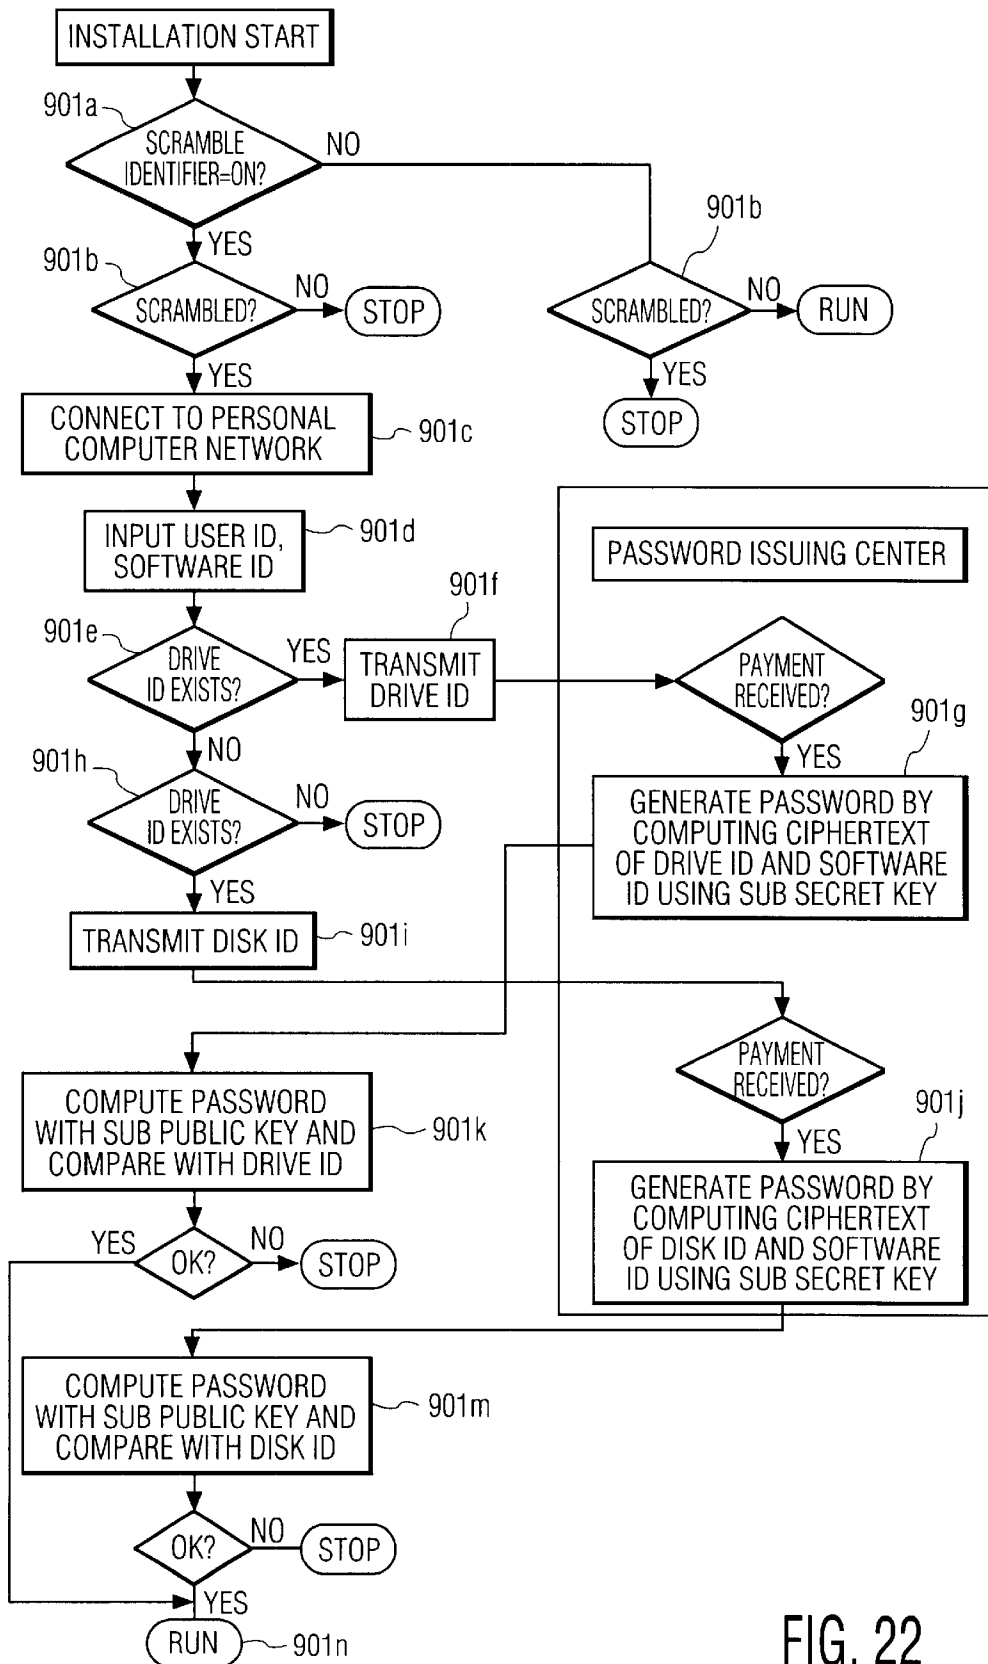 INSTALLATION START
901a
SCRAMBLE
IDENTIFIER=ON?
NO
YES
901b
SCRAMBLED?
NO
STOP
901b
SCRAMBLED?
NO
RUN
YES
STOP
YES
CONNECT TO PERSONAL
COMPUTER NETWORK
901c
INPUT USER ID,
SOFTWARE ID
901d
PASSWORD ISSUING CENTER
901e
DRIVE
ID EXISTS?
YES
901f
TRANSMIT
DRIVE ID
PAYMENT
RECEIVED?
YES
901g
GENERATE PASSWORD BY
COMPUTING CIPHERTEXT
OF DRIVE ID AND SOFTWARE
ID USING SUB SECRET KEY
NO
901h
DRIVE
ID EXISTS?
NO
STOP
YES
TRANSMIT DISK ID
901i
PAYMENT
RECEIVED?
YES
901j
GENERATE PASSWORD BY
COMPUTING CIPHERTEXT
OF DISK ID AND SOFTWARE
ID USING SUB SECRET KEY
COMPUTE PASSWORD
WITH SUB PUBLIC KEY AND
COMPARE WITH DRIVE ID
901k
YES
OK?
NO
STOP
COMPUTE PASSWORD
WITH SUB PUBLIC KEY AND
COMPARE WITH DISK ID
901m
OK?
NO
STOP
YES
RUN
901n
FIG. 22